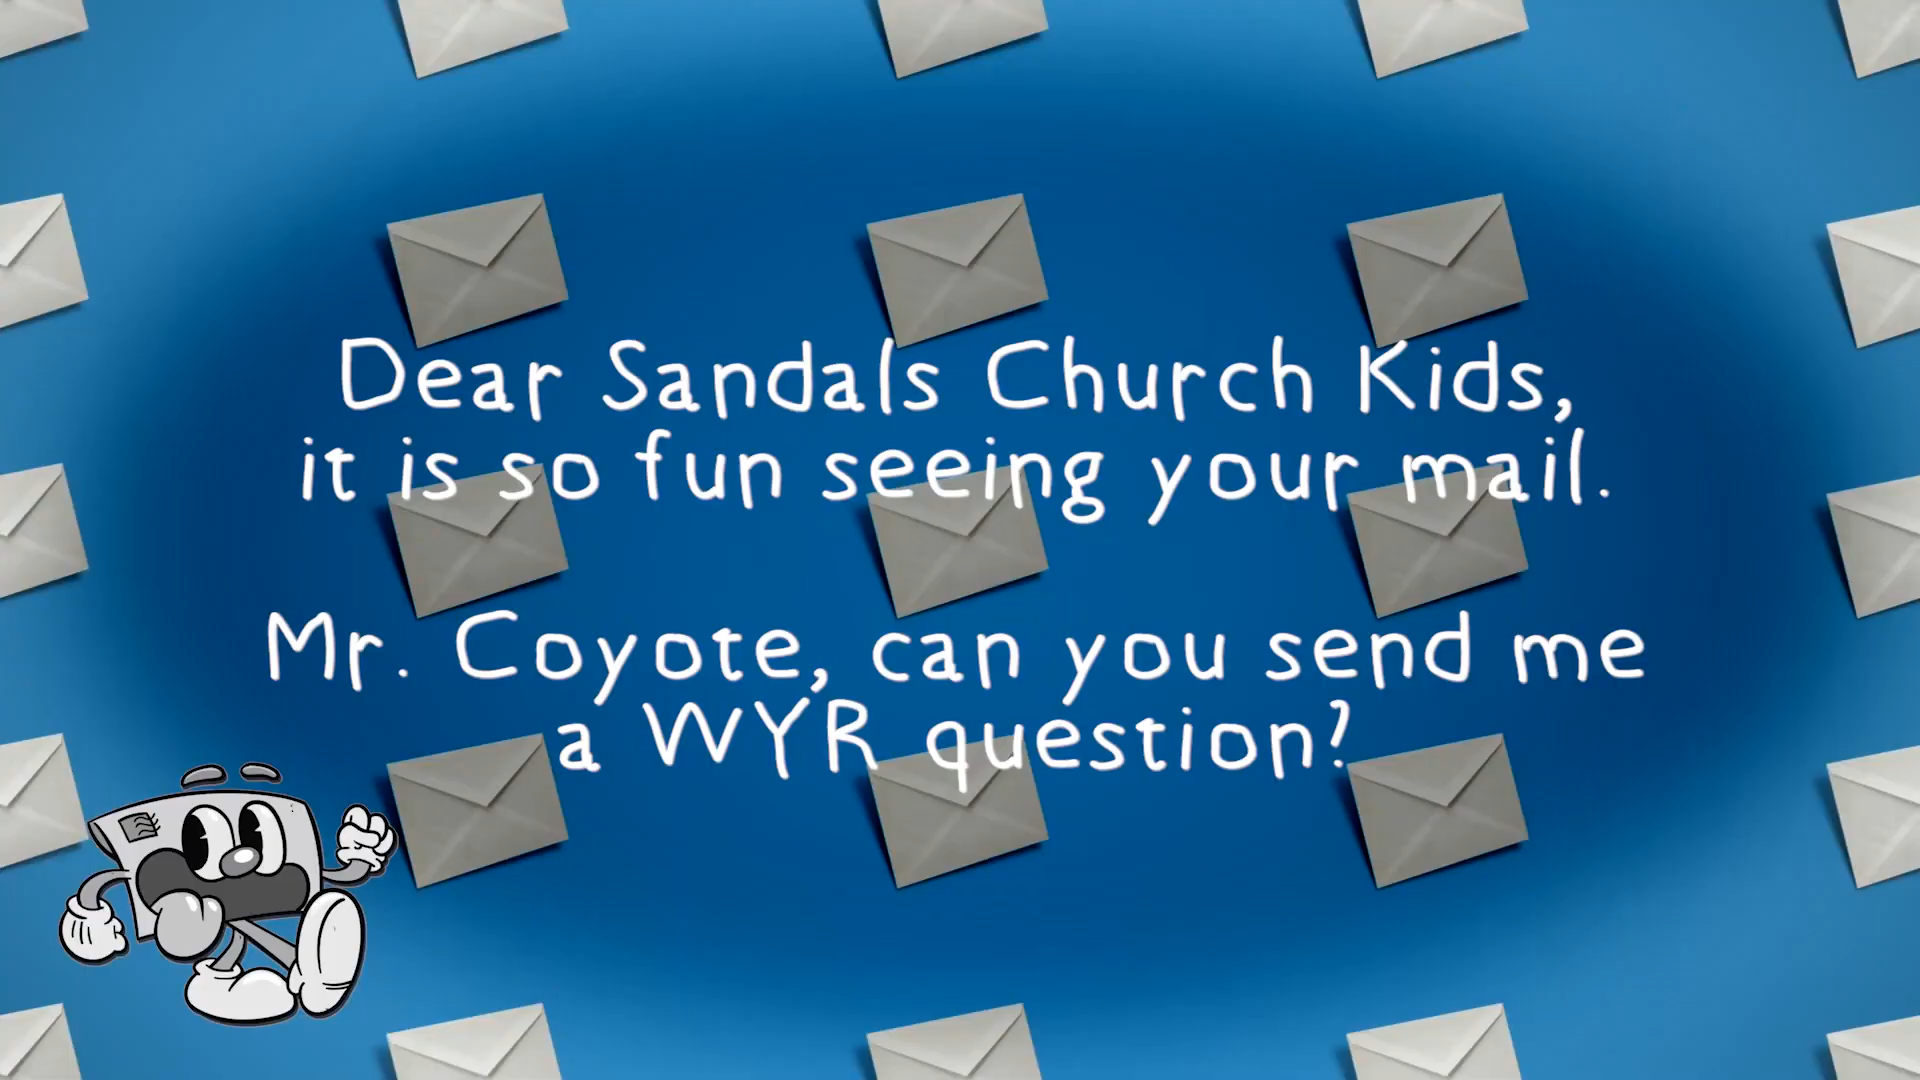 Dear Sandals Church Kids,
it is so fun seeing your mail.
Mr. Coyote, can you send me
a WYR question?